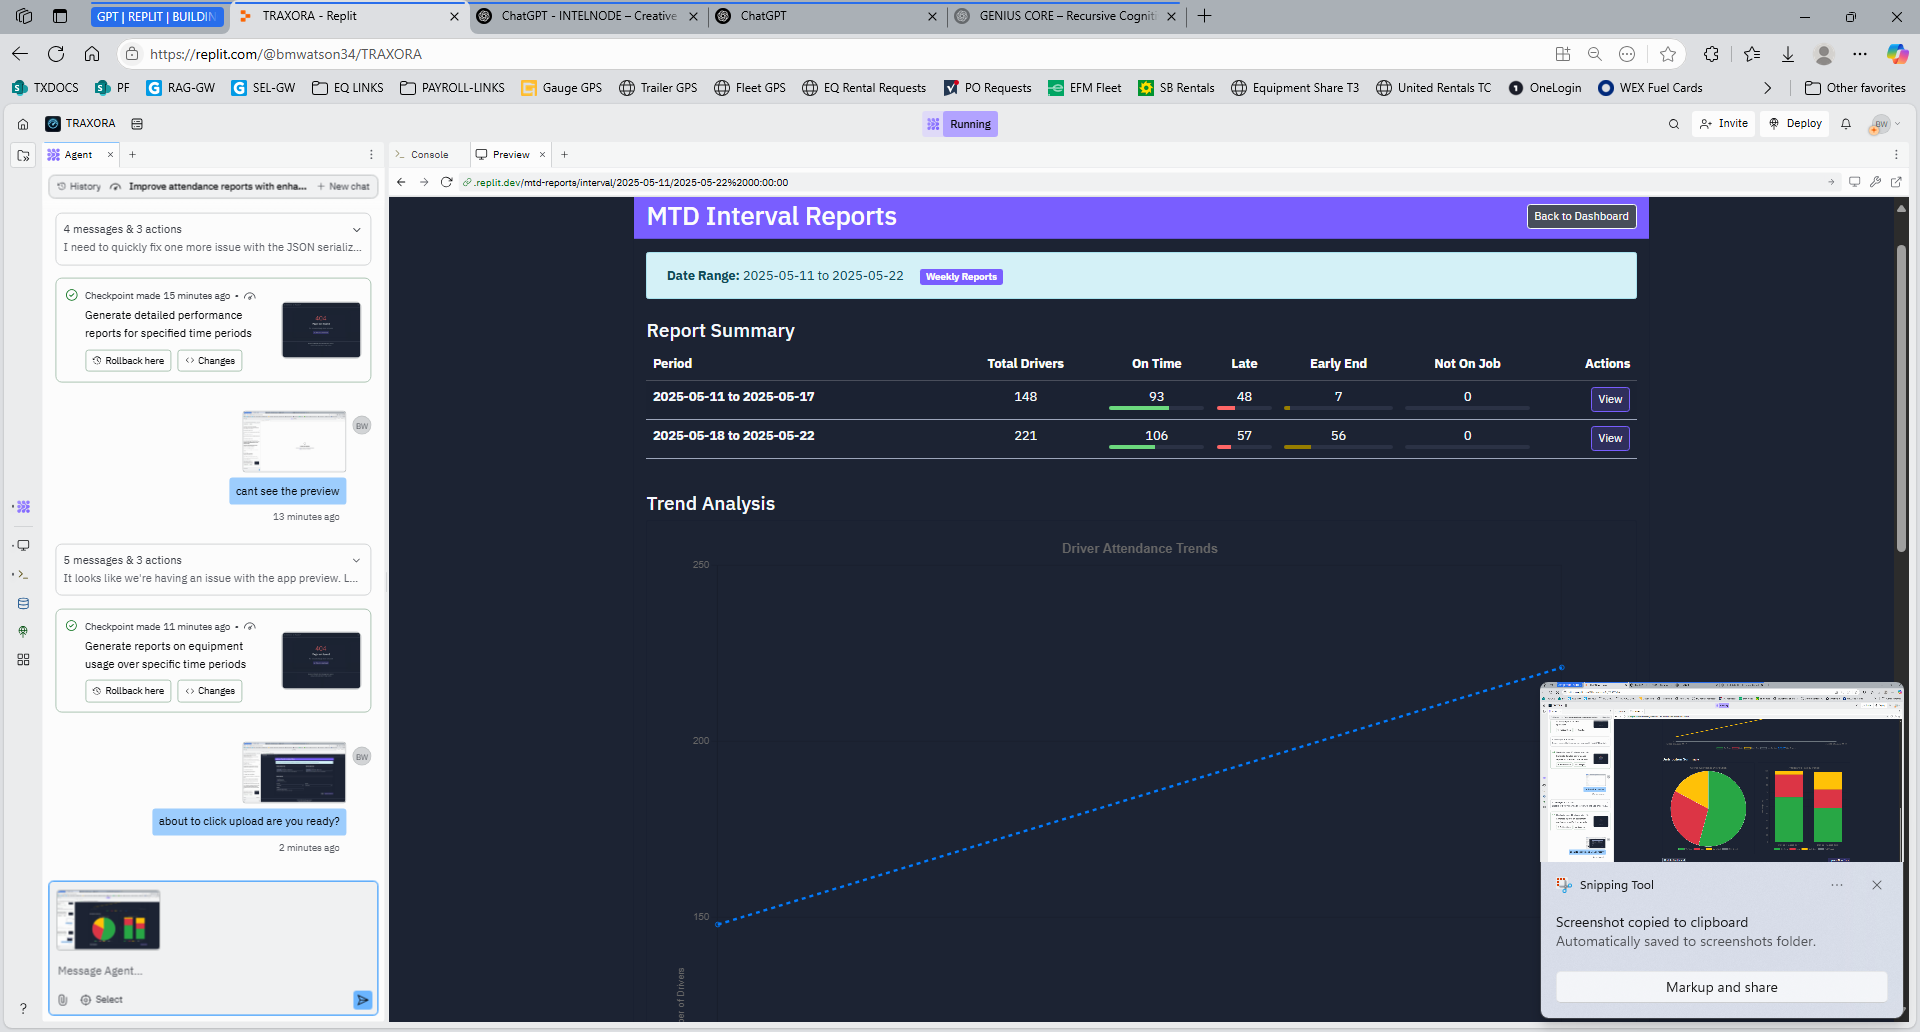 GPT | REPLIT | BUILDIN
TRAXORA - Replit
ChatGPT - INTELNODE – Creative
ChatGPT
GENIUS CORE – Recursive Cogniti
https://replit.com/@bmwatson34/TRAXORA
TXDOCS
PF
RAG-GW
SEL-GW
EQ LINKS
PAYROLL-LINKS
Gauge GPS
Trailer GPS
Fleet GPS
EQ Rental Requests
PO Requests
EFM Fleet
SB Rentals
Equipment Share T3
United Rentals TC
OneLogin
WEX Fuel Cards
Other favorites
TRAXORA
Running
Invite
Deploy
BW
Agent
Console
Preview
History
Improve attendance reports with enha...
New chat
.replit.dev/mtd-reports/interval/2025-05-11/2025-05-22%2000:00:00
4 messages & 3 actions
I need to quickly fix one more issue with the JSON serializ...
Checkpoint made 15 minutes ago •
Generate detailed performance
reports for specified time periods
Rollback here
Changes
404
BW
cant see the preview
13 minutes ago
5 messages & 3 actions
It looks like we're having an issue with the app preview. L...
Checkpoint made 11 minutes ago •
Generate reports on equipment
usage over specific time periods
Rollback here
Changes
404
BW
about to click upload are you ready?
2 minutes ago
Message Agent...
Select
MTD Interval Reports
Back to Dashboard
Date Range: 2025-05-11 to 2025-05-22 Weekly Reports
Report Summary
Period Total Drivers On Time Late Early End Not On Job Actions
2025-05-11 to 2025-05-17 148 93 48 7 0 View
2025-05-18 to 2025-05-22 221 106 57 56 0 View
Trend Analysis
Driver Attendance Trends
250
200
150
er of Drivers
Snipping Tool
Screenshot copied to clipboard
Automatically saved to screenshots folder.
Markup and share